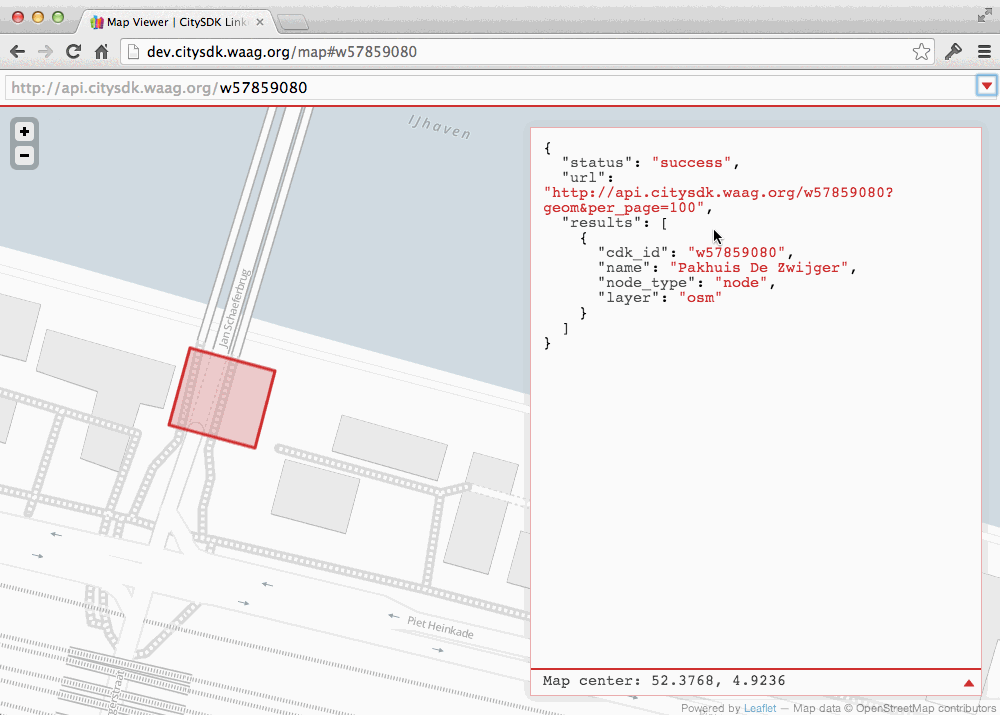 Map Viewer | CitySDK Link
dev.citysdk.waag.org/map#w57859080
http://api.citysdk.waag.org/w57859080
+
−
IJhaven
{
"status": "success",
"url":
"http://api.citysdk.waag.org/w57859080?
geom&per_page=100",
"results": [
{
"cdk_id": "w57859080",
"name": "Pakhuis De Zwijger",
"node_type": "node",
"layer": "osm"
}
]
}
Jan Schaeferbrug
Piet Heinkade
Map center: 52.3768, 4.9236
Powered by Leaflet — Map data © OpenStreetMap contributors